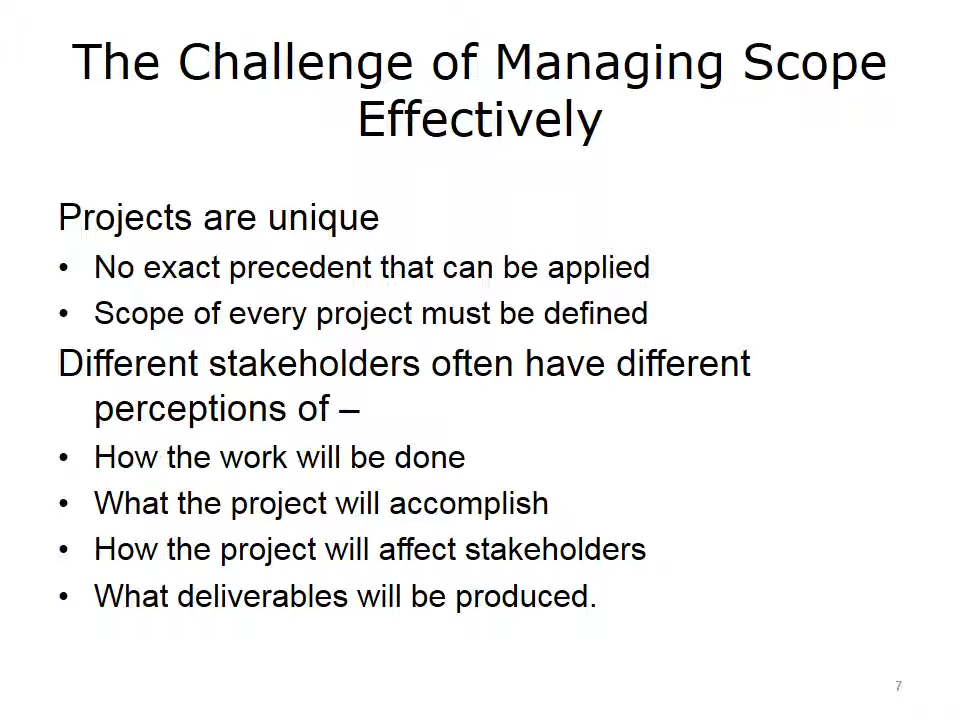 The Challenge of Managing Scope
Effectively
Projects are unique
• No exact precedent that can be applied
• Scope of every project must be defined
Different stakeholders often have different
perceptions of –
• How the work will be done
• What the project will accomplish
• How the project will affect stakeholders
• What deliverables will be produced.
7